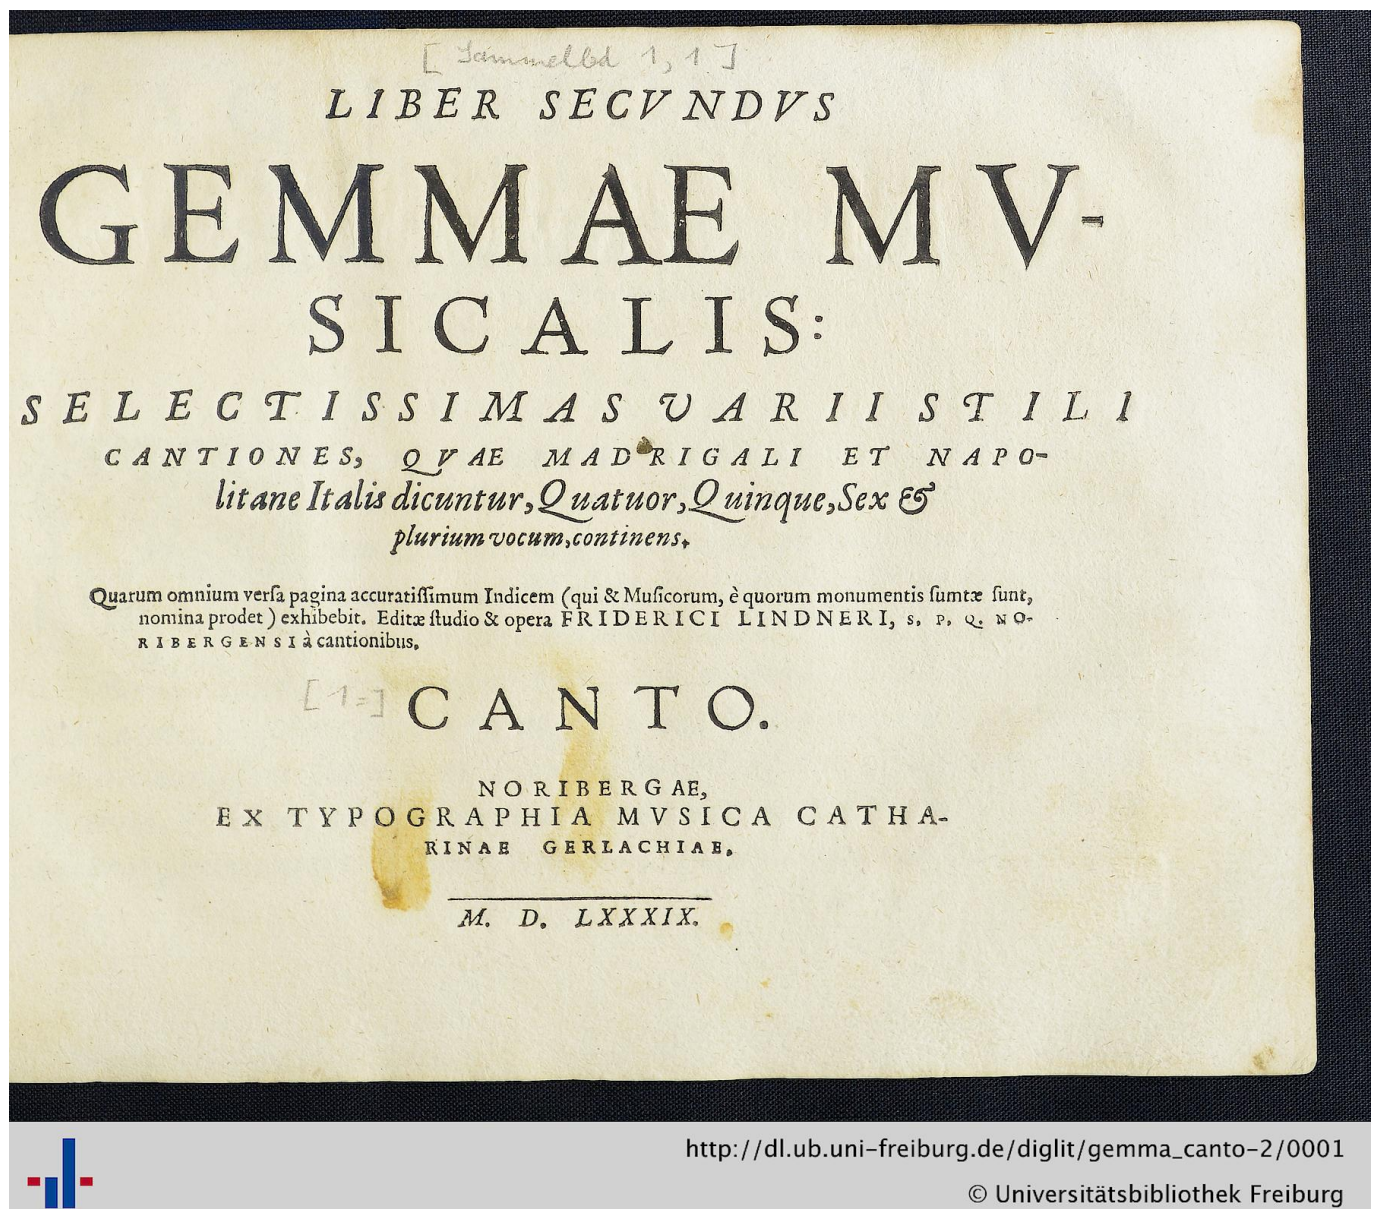 [ Sammelbd 1, 1 ]
LIBER SECVNDVS
GEMMAE MV-
SICALIS:
SELECTISSIMAS VARII STILI
CANTIONES, QVAE MADRIGALI ET NAPO-
litane Italis dicuntur, Quatuor, Quinque, Sex &
plurium vocum, continens.
Quarum omnium verſa pagina accuratiſſimum Indicem (qui & Muſicorum, è quorum monumentis ſumtæ ſunt,
nomina prodet) exhibebit. Editæ ſtudio & opera FRIDERICI LINDNERI, S. P. Q. NO-
RIBERGENSI à cantionibus.
[1=] CANTO.
NORIBERGAE,
EX TYPOGRAPHIA MVSICA CATHA-
RINAE GERLACHIAE.
M. D. LXXXIX.
http://dl.ub.uni-freiburg.de/diglit/gemma_canto-2/0001
© Universitätsbibliothek Freiburg